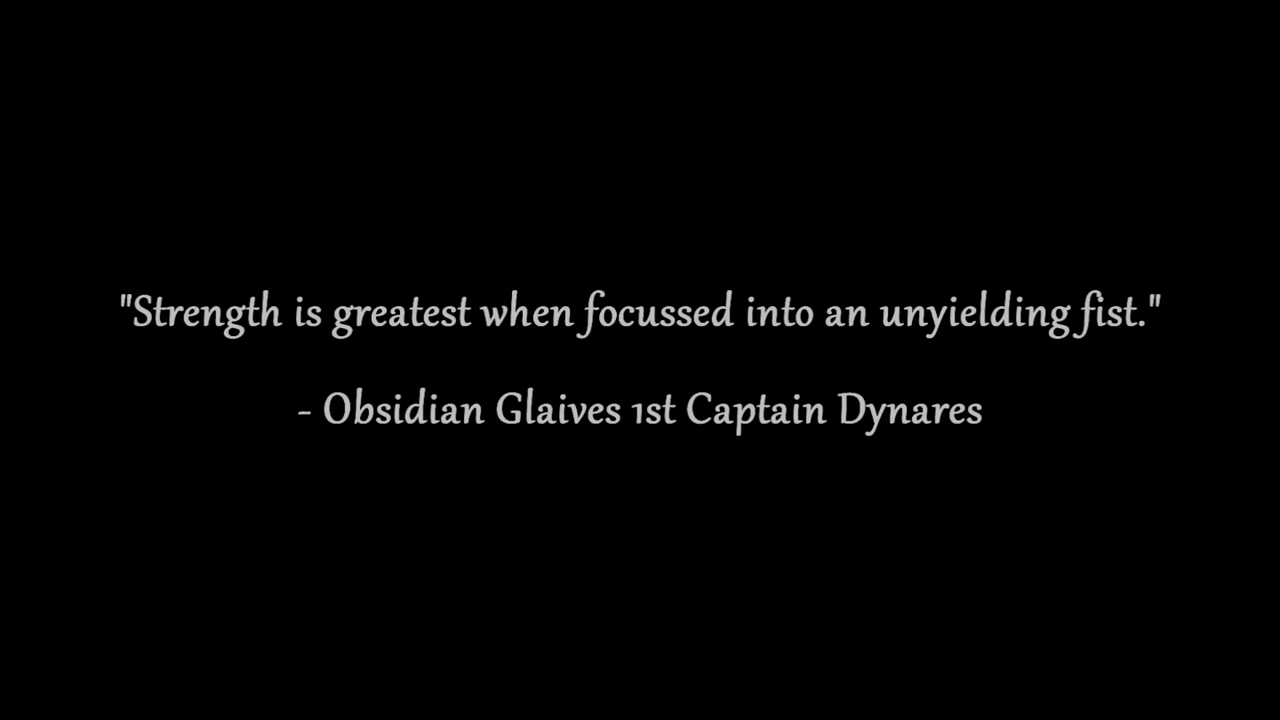 "Strength is greatest when focussed into an unyielding fist."
- Obsidian Glaives 1st Captain Dynares